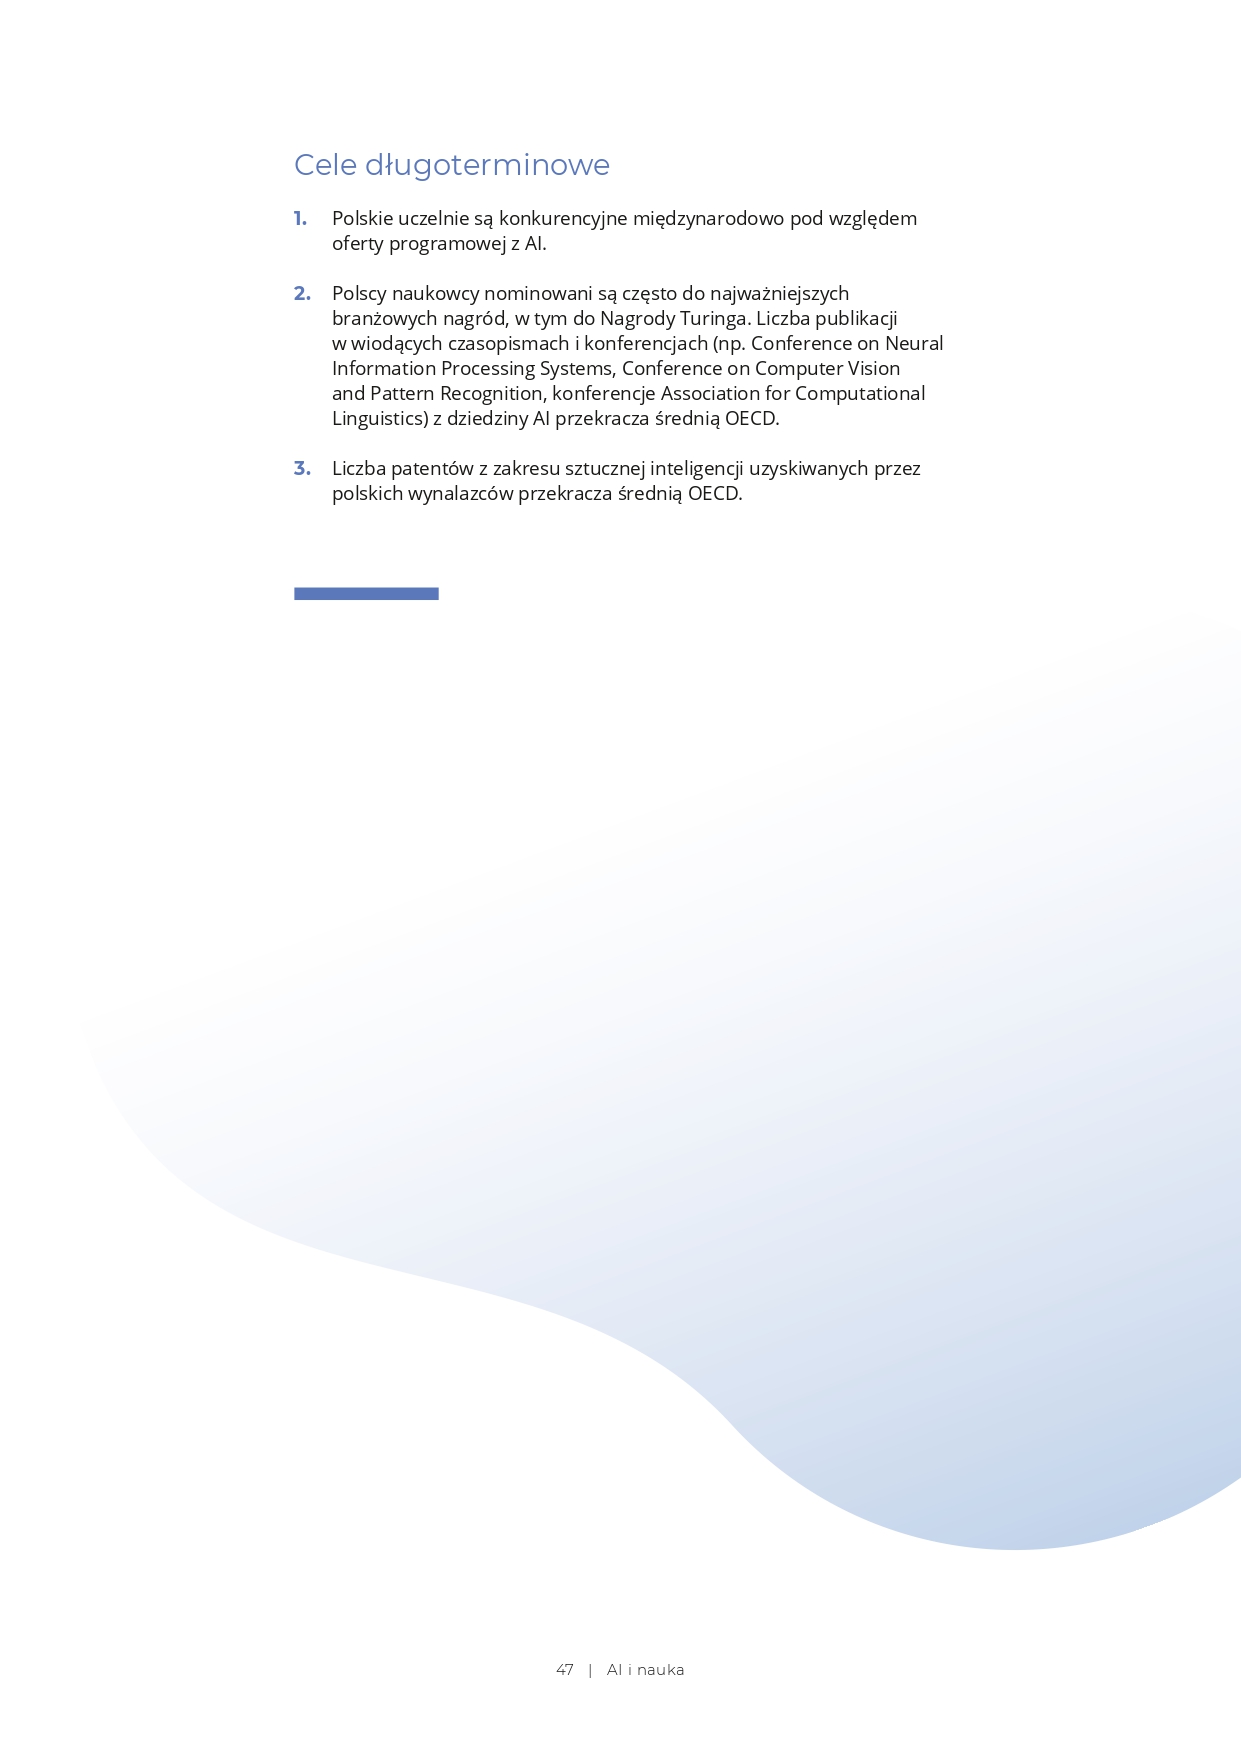 Cele długoterminowe
1. Polskie uczelnie są konkurencyjne międzynarodowo pod względem
oferty programowej z AI.
2. Polscy naukowcy nominowani są często do najważniejszych
branżowych nagród, w tym do Nagrody Turinga. Liczba publikacji
w wiodących czasopismach i konferencjach (np. Conference on Neural
Information Processing Systems, Conference on Computer Vision
and Pattern Recognition, konferencje Association for Computational
Linguistics) z dziedziny AI przekracza średnią OECD.
3. Liczba patentów z zakresu sztucznej inteligencji uzyskiwanych przez
polskich wynalazców przekracza średnią OECD.
47 | AI i nauka